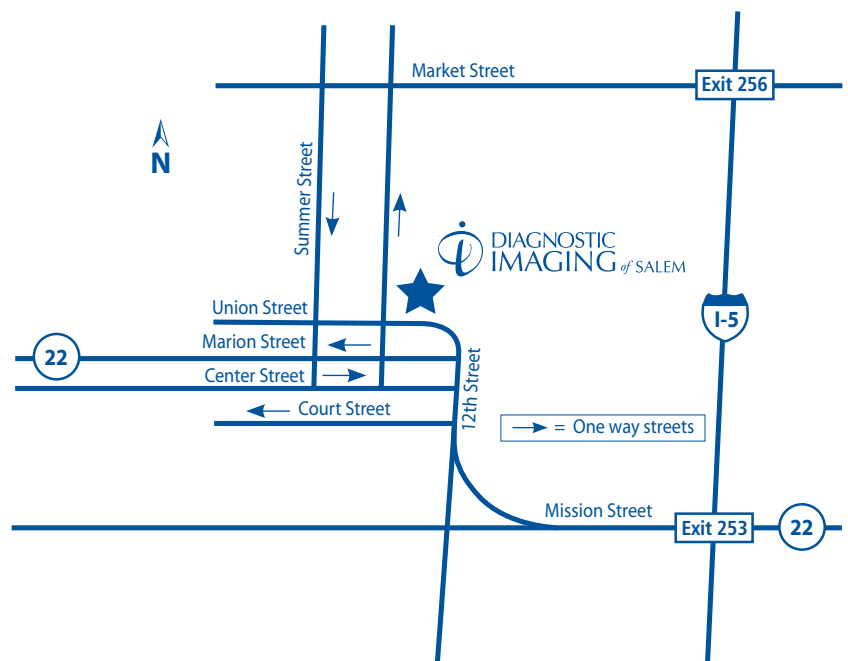 Market Street
Exit 256
N
Summer Street
DIAGNOSTIC
IMAGING of SALEM
Union Street
I-5
Marion Street
22
Center Street
12th Street
Court Street
= One way streets
Mission Street
Exit 253
22